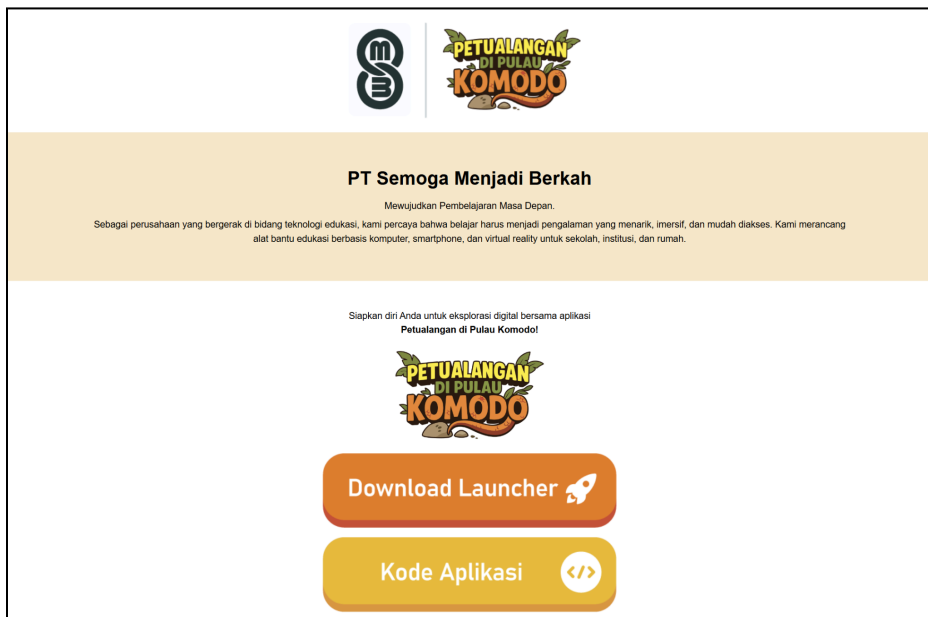 PETUALANGAN
DI PULAU
KOMODO
PT Semoga Menjadi Berkah
Mewujudkan Pembelajaran Masa Depan.
Sebagai perusahaan yang bergerak di bidang teknologi edukasi, kami percaya bahwa belajar harus menjadi pengalaman yang menarik, imersif, dan mudah diakses. Kami merancang
alat bantu edukasi berbasis komputer, smartphone, dan virtual reality untuk sekolah, institusi, dan rumah.
Siapkan diri Anda untuk eksplorasi digital bersama aplikasi
Petualangan di Pulau Komodo!
PETUALANGAN
DI PULAU
KOMODO
Download Launcher
Kode Aplikasi